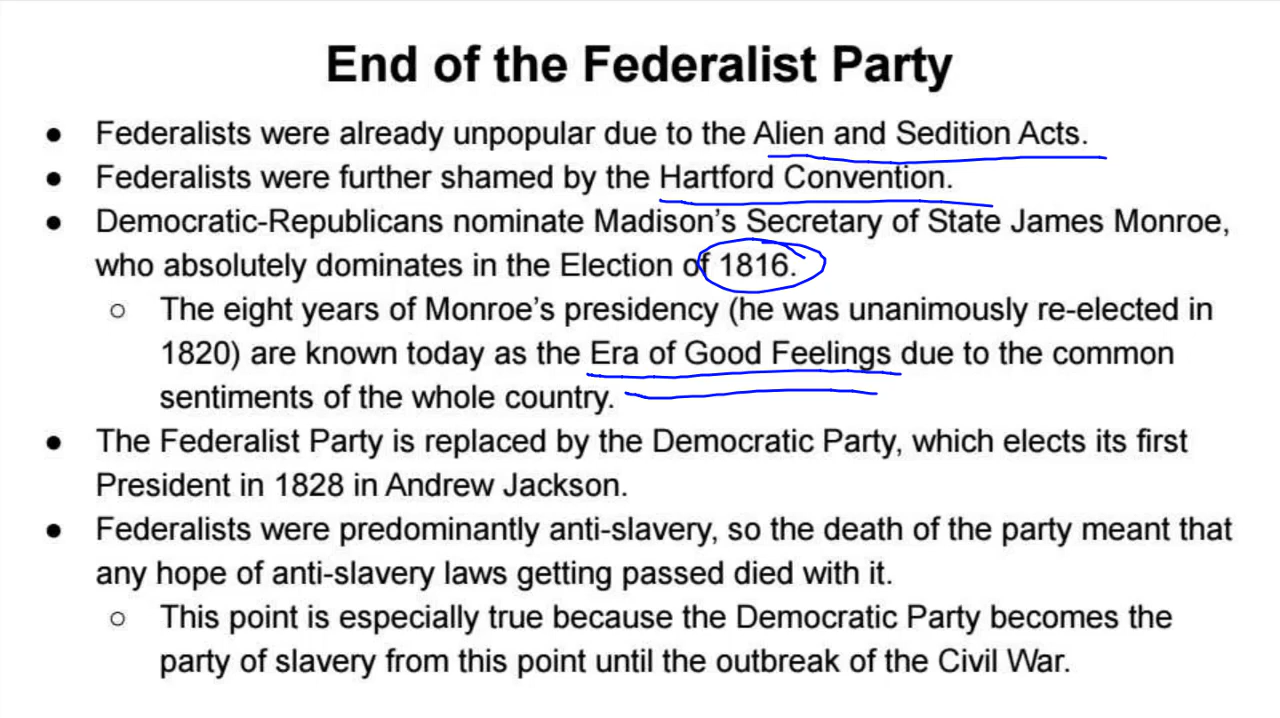 End of the Federalist Party
● Federalists were already unpopular due to the Alien and Sedition Acts.
● Federalists were further shamed by the Hartford Convention.
● Democratic-Republicans nominate Madison’s Secretary of State James Monroe,
who absolutely dominates in the Election of 1816.
○ The eight years of Monroe’s presidency (he was unanimously re-elected in
1820) are known today as the Era of Good Feelings due to the common
sentiments of the whole country.
● The Federalist Party is replaced by the Democratic Party, which elects its first
President in 1828 in Andrew Jackson.
● Federalists were predominantly anti-slavery, so the death of the party meant that
any hope of anti-slavery laws getting passed died with it.
○ This point is especially true because the Democratic Party becomes the
party of slavery from this point until the outbreak of the Civil War.